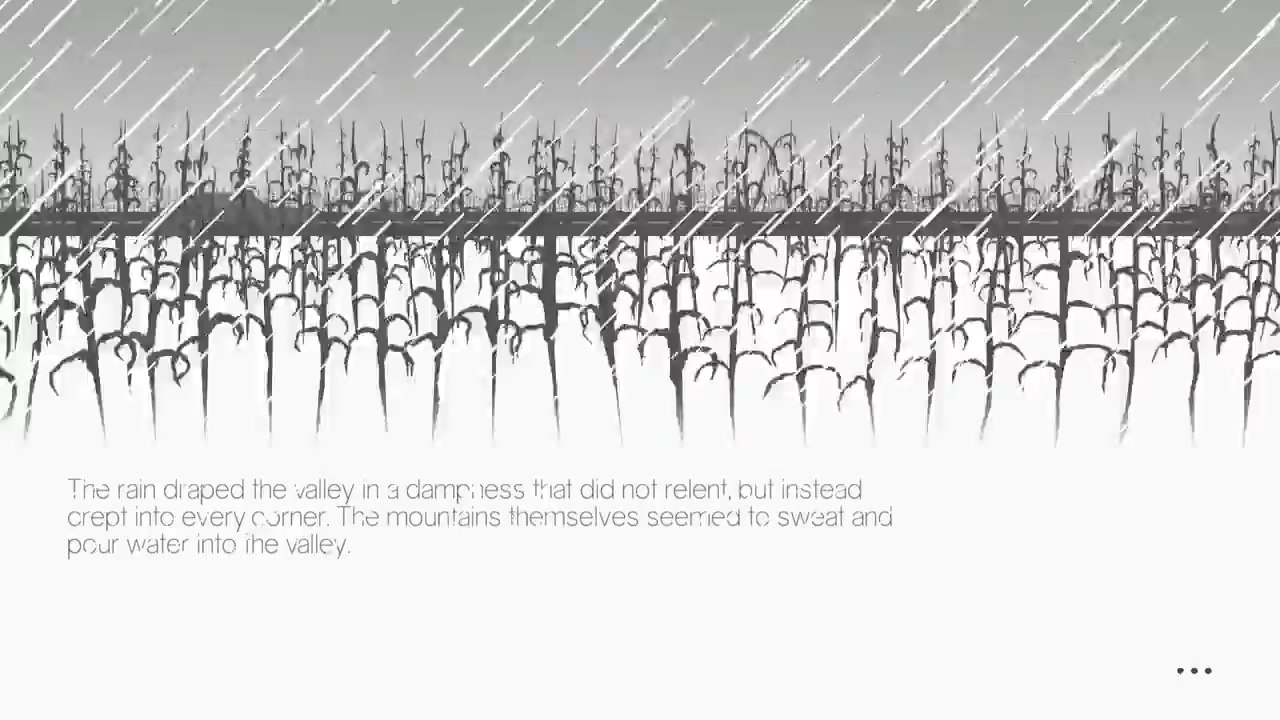 The rain draped the valley in a dampness that did not relent, but instead
crept into every corner. The mountains themselves seemed to sweat and
pour water into the valley.